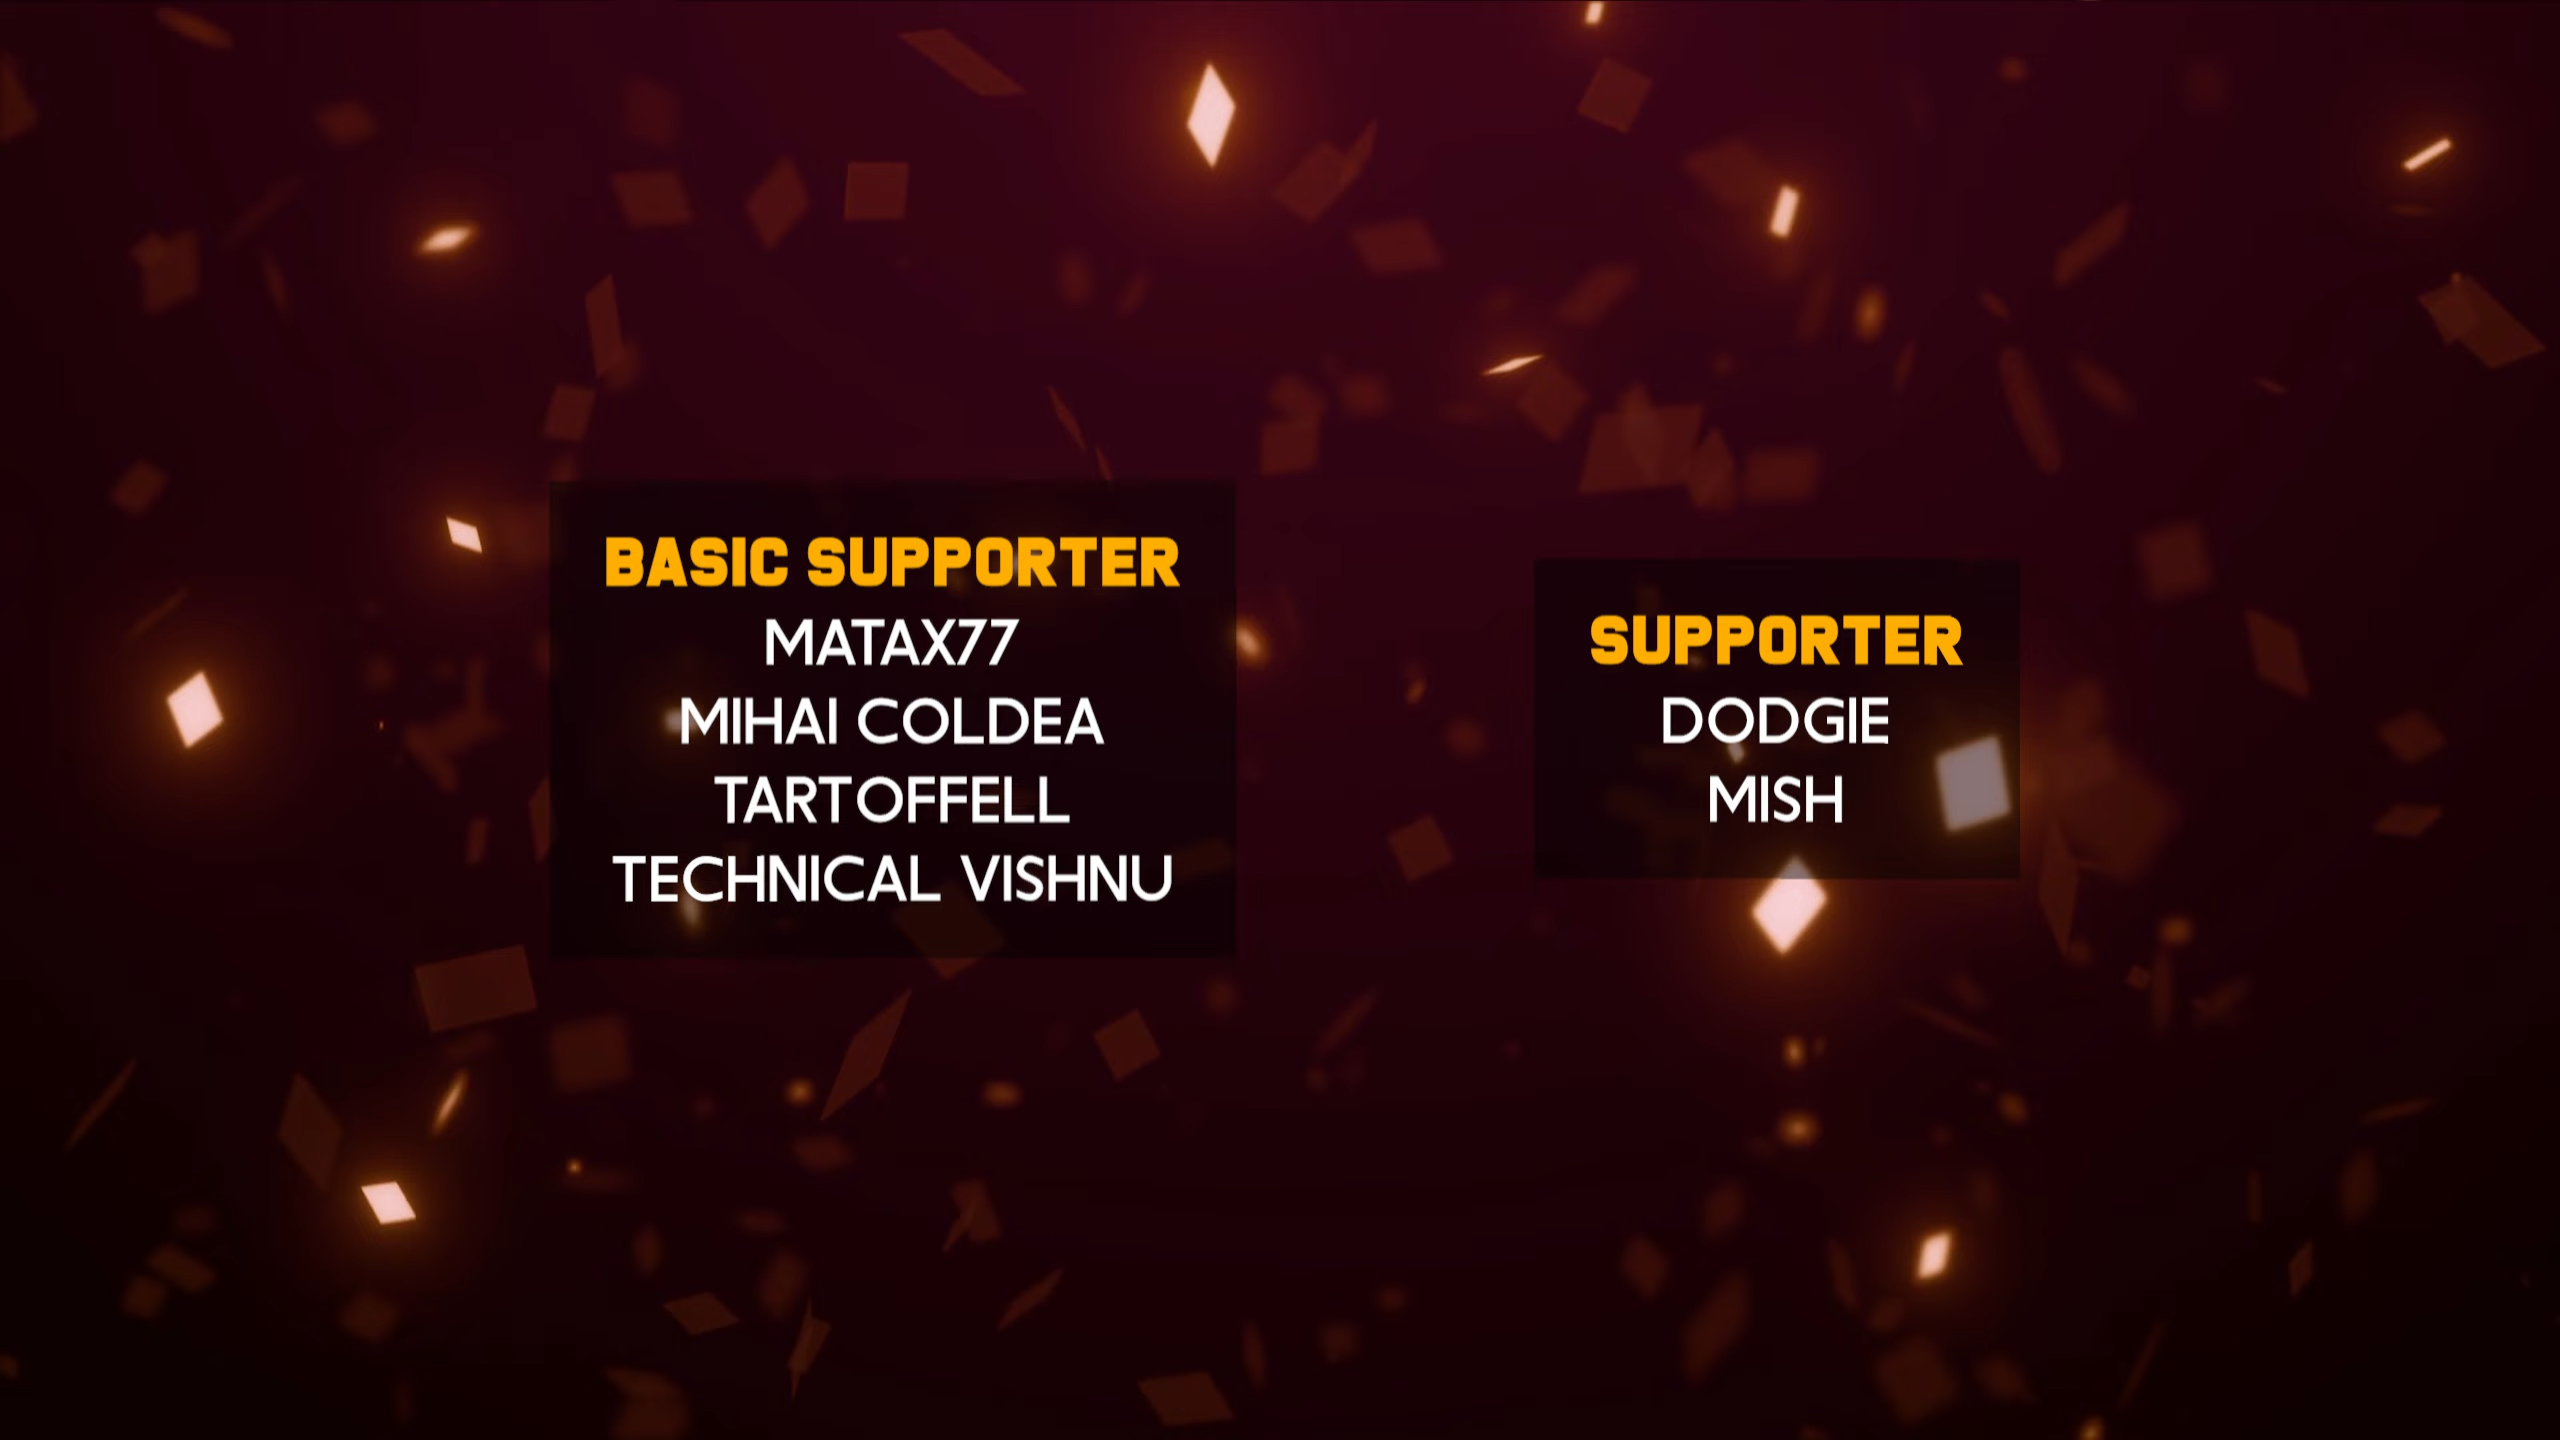 BASIC SUPPORTER
MATAX77
MIHAI COLDEA
TARTOFFELL
TECHNICAL VISHNU
SUPPORTER
DODGIE
MISH